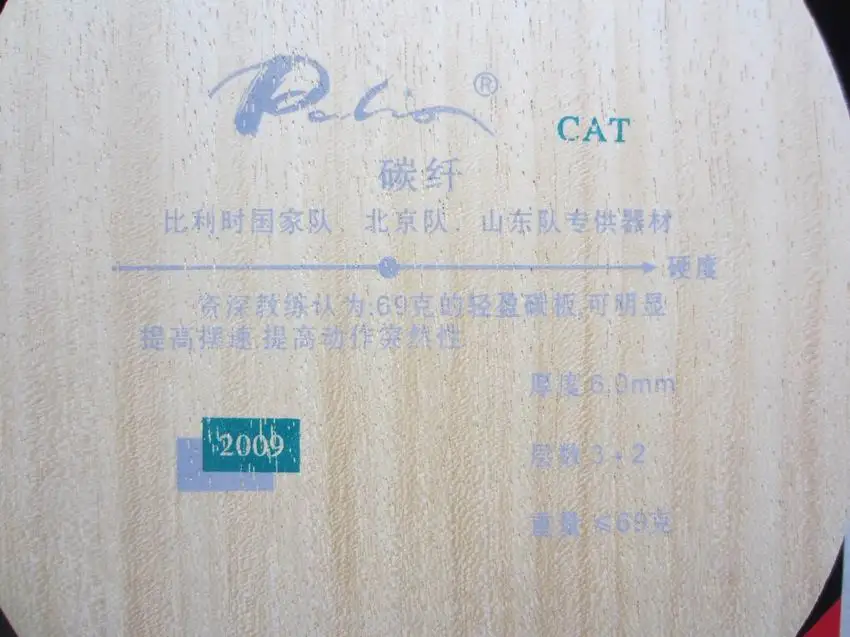 Palio®
CAT
碳纤
比利时国家队、北京队、山东队专供器材
硬度
资深教练认为:69克的轻盈碳板,可明显
提高摆速,提高动作突然性
厚度 6.0mm
2009
层数 3+2
重量 ≤69克